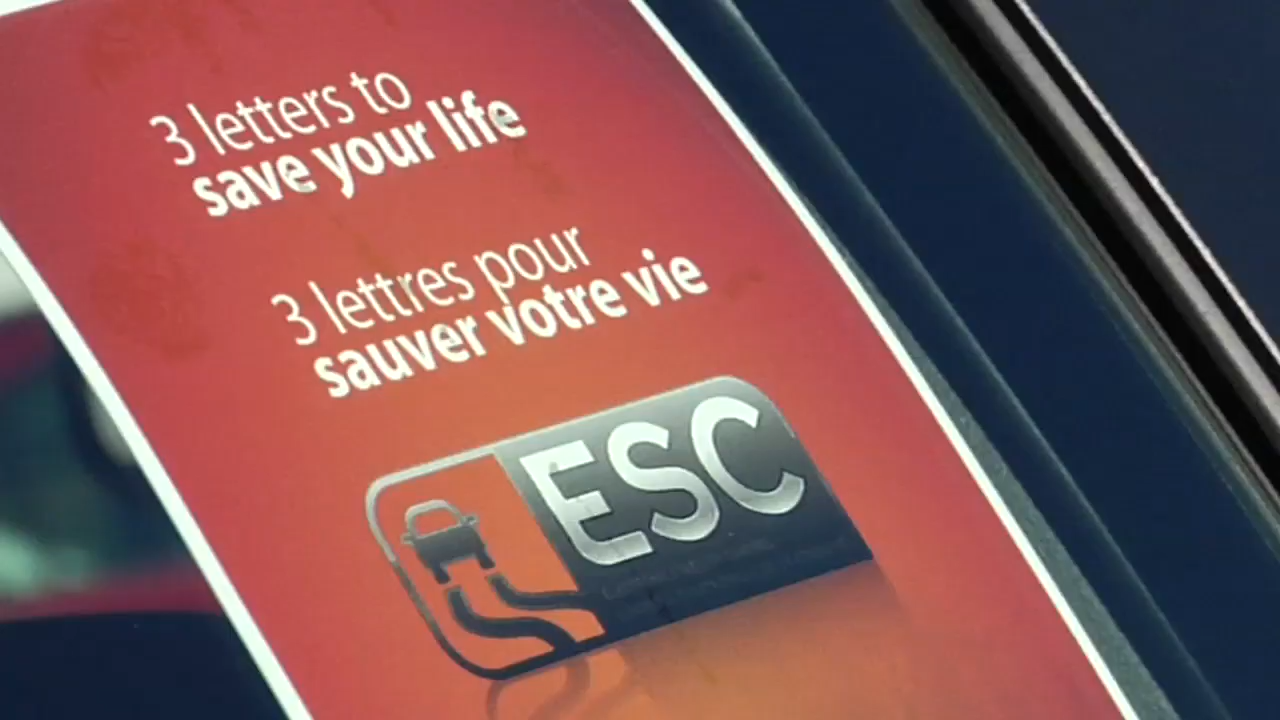 3 letters to
save your life
3 lettres pour
sauver votre vie
ESC